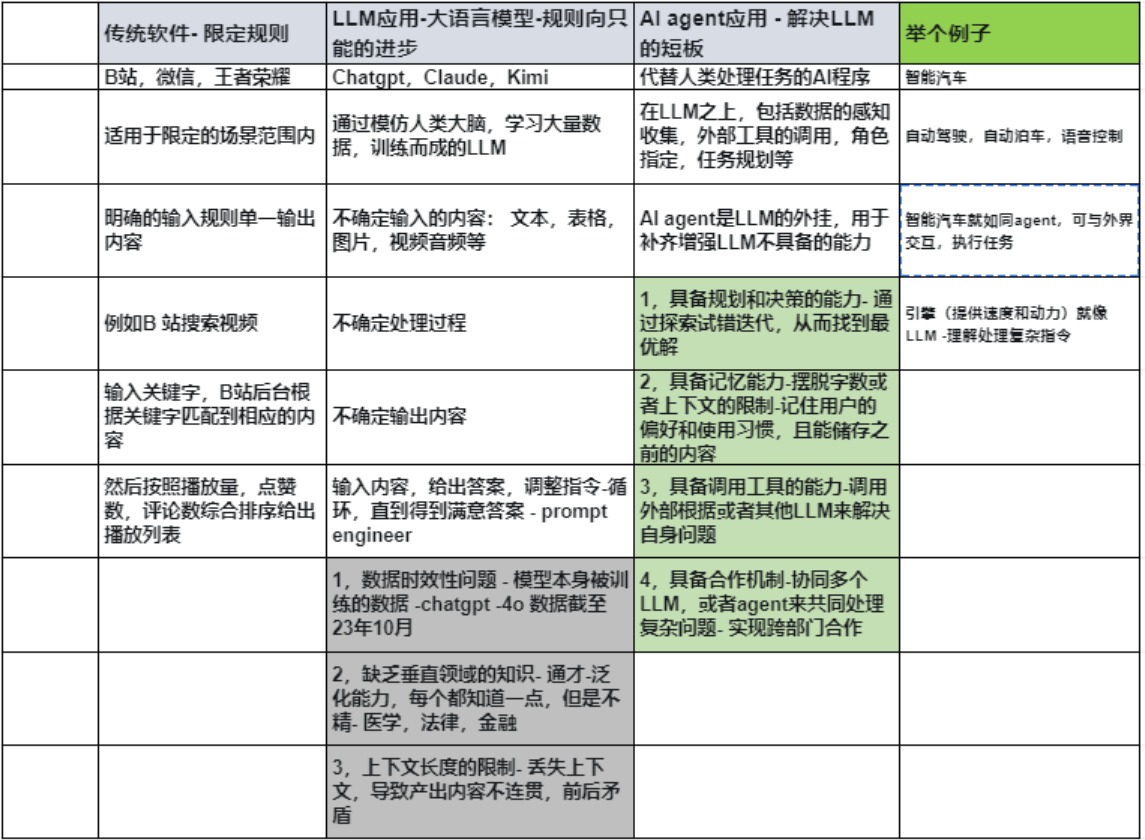 传统软件- 限定规则
LLM应用-大语言模型-规则向只
能的进步
AI agent应用 - 解决LLM
的短板
举个例子
B站，微信，王者荣耀
Chatgpt，Claude，Kimi
代替人类处理任务的AI程序
智能汽车
适用于限定的场景范围内
通过模仿人类大脑，学习大量数
据，训练而成的LLM
在LLM之上，包括数据的感知
收集，外部工具的调用，角色
指定，任务规划等
自动驾驶，自动泊车，语音控制
明确的输入规则单一输出
内容
不确定输入的内容： 文本，表格，
图片，视频音频等
AI agent是LLM的外挂，用于
补齐增强LLM不具备的能力
智能汽车就如同agent，可与外界
交互，执行任务
例如B 站搜索视频
不确定处理过程
1，具备规划和决策的能力- 通
过探索试错迭代，从而找到最
优解
引擎（提供速度和动力）就像
LLM -理解处理复杂指令
输入关键字，B站后台根
据关键字匹配到相应的内
容
不确定输出内容
2，具备记忆能力-摆脱字数或
者上下文的限制-记住用户的
偏好和使用习惯，且能储存之
前的内容
然后按照播放量，点赞
数，评论数综合排序给出
播放列表
输入内容，给出答案，调整指令-循
环，直到得到满意答案 - prompt
engineer
3，具备调用工具的能力-调用
外部根据或者其他LLM来解决
自身问题
1，数据时效性问题 - 模型本身被训
练的数据 -chatgpt -4o 数据截至
23年10月
4，具备合作机制-协同多个
LLM，或者agent来共同处理
复杂问题- 实现跨部门合作
2，缺乏垂直领域的知识- 通才-泛
化能力，每个都知道一点，但是不
精- 医学，法律，金融
3，上下文长度的限制- 丢失上下
文，导致产出内容不连贯，前后矛
盾